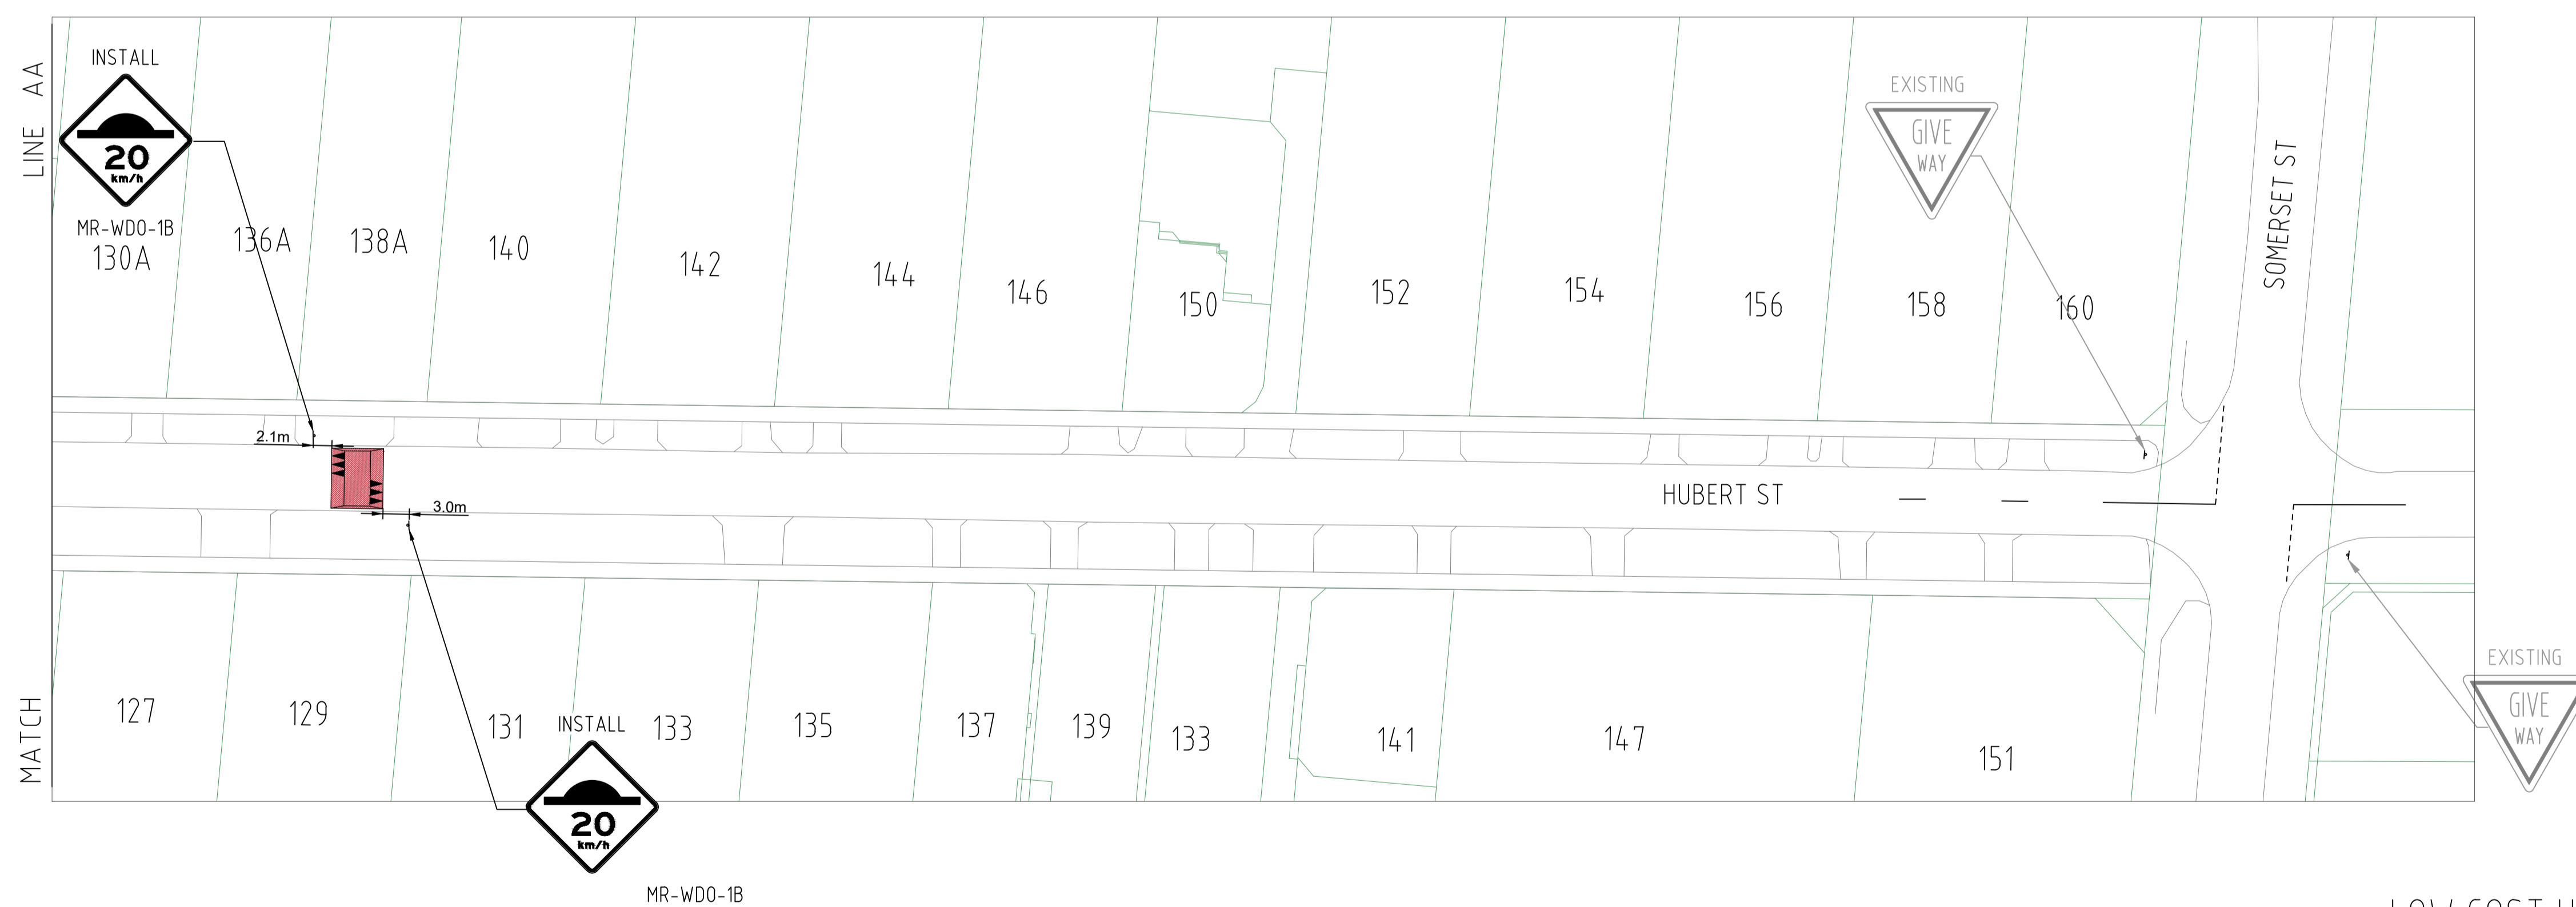 LINE AA
INSTALL
20
km/h
MR-WDO-1B
130A
136A
138A
140
142
144
146
150
152
154
156
158
160
EXISTING
GIVE
WAY
SOMERSET ST
2.1m
3.0m
HUBERT ST
MATCH
127
129
131
133
135
137
139
133
141
147
151
INSTALL
20
km/h
MR-WDO-1B
EXISTING
GIVE
WAY